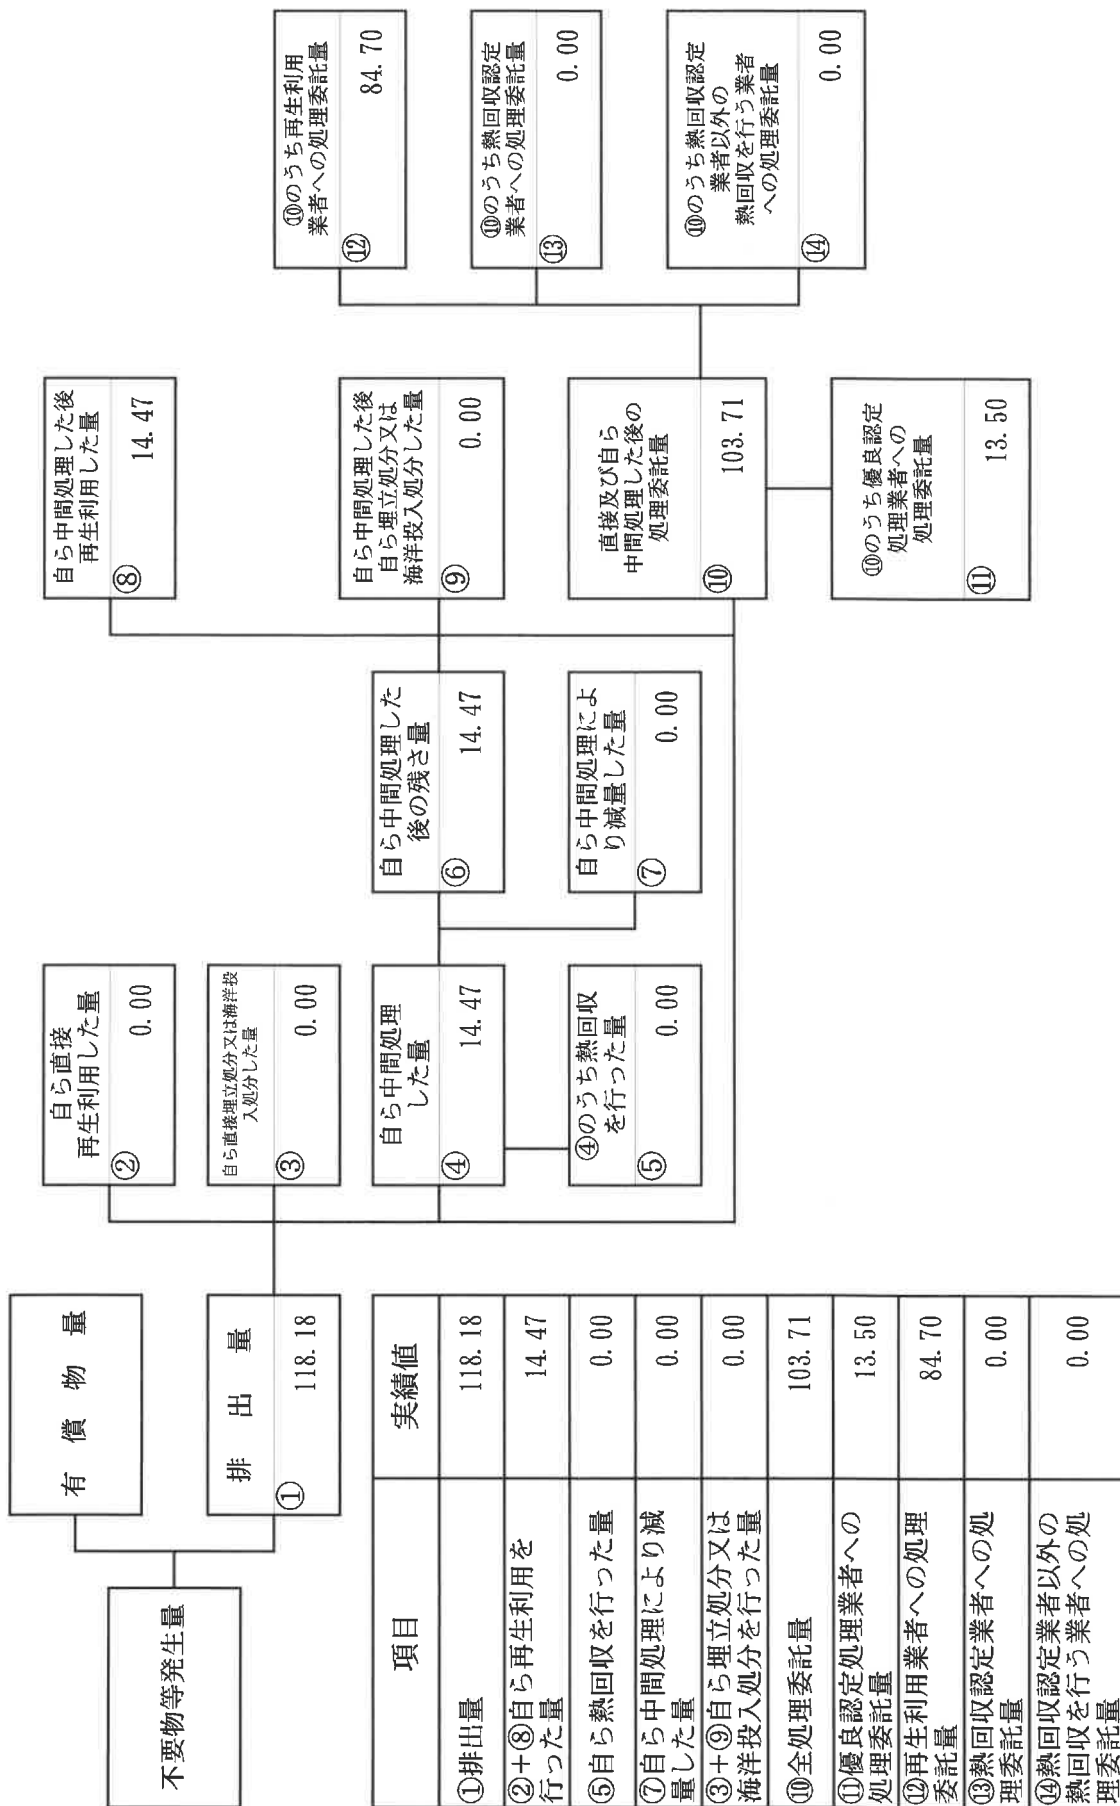 不要物等発生量
有償物量
排出量
①
118.18
自ら直接
再生利用した量
②
0.00
自ら直接埋立処分又は海洋投
入処分した量
③
0.00
自ら中間処理
した量
④
14.47
④のうち熱回収
を行った量
⑤
0.00
自ら中間処理した
後の残さ量
⑥
14.47
自ら中間処理によ
り減量した量
⑦
0.00
自ら中間処理した後
再生利用した量
⑧
14.47
自ら中間処理した後
自ら埋立処分又は
海洋投入処分した量
⑨
0.00
直接及び自ら
中間処理した後の
処理委託量
⑩
103.71
⑩のうち優良認定
処理業者への
処理委託量
⑪
13.50
⑩のうち再生利用
業者への処理委託量
⑫
84.70
⑩のうち熱回収認定
業者への処理委託量
⑬
0.00
⑩のうち熱回収認定
業者以外の
熱回収を行う業者
への処理委託量
⑭
0.00
項目 実績値
①排出量 118.18
②+⑧自ら再生利用を
行った量 14.47
⑤自ら熱回収を行った量 0.00
⑦自ら中間処理により減
量した量 0.00
③+⑨自ら埋立処分又は
海洋投入処分を行った量 0.00
⑩全処理委託量 103.71
⑪優良認定処理業者への
処理委託量 13.50
⑫再生利用業者への処理
委託量 84.70
⑬熱回収認定業者への処
理委託量 0.00
⑭熱回収認定業者以外の
熱回収を行う業者への処
理委託量 0.00